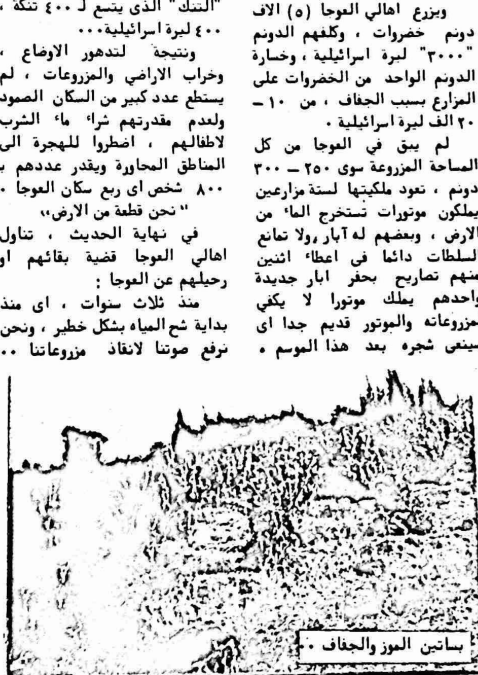 ويزرع اهالي العوجا (٥) الاف
دونم خضروات ، وكلفهم الدونم
"٣٠٠٠" ليرة اسرائيلية ، وخسارة
الدونم الواحد من الخضروات على
المزارع بسبب الجفاف ، من ١٠ –
٢٠ الف ليرة اسرائيلية .
لم يبق في العوجا من كل
المساحة المزروعة سوى ٢٥٠ – ٣٠٠
دونم ، نعود ملكيتها لستة مزارعين
يملكون موتورات تستخرج الماء من
الارض ، وبعضهم له آبار ، ولا تمانع
السلطات دائما في اعطاء اثنين
منهم تصاريح بحفر ابار جديدة
واحدهم يملك موتورا لا يكفي
مزروعاته والموتور قديم جدا اى
سينعى شجره بعد هذا الموسم .
"التنك" الذى يتسع لـ ٤٠٠ تنكة ،
٤٠٠ ليرة اسرائيلية...
ونتيجة لتدهور الاوضاع ،
وخراب الاراضي والمزروعات ، لم
يستطع عدد كبير من السكان الصمود
ولعدم مقدرتهم شراء ماء الشرب
لاطفالهم ، اضطروا للهجرة الى
المناطق المجاورة ويقدر عددهم بـ
٨٠٠ شخص اى ربع سكان العوجا .
"نحن قطعة من الارض"
في نهاية الحديث ، تناول
اهالي العوجا قضية بقائهم او
رحيلهم عن العوجا :
منذ ثلاث سنوات ، اى منذ
بداية شح المياه بشكل خطير ، ونحن
نرفع صوتنا لانقاذ مزروعاتنا ..
بساتين الموز والجفاف ..